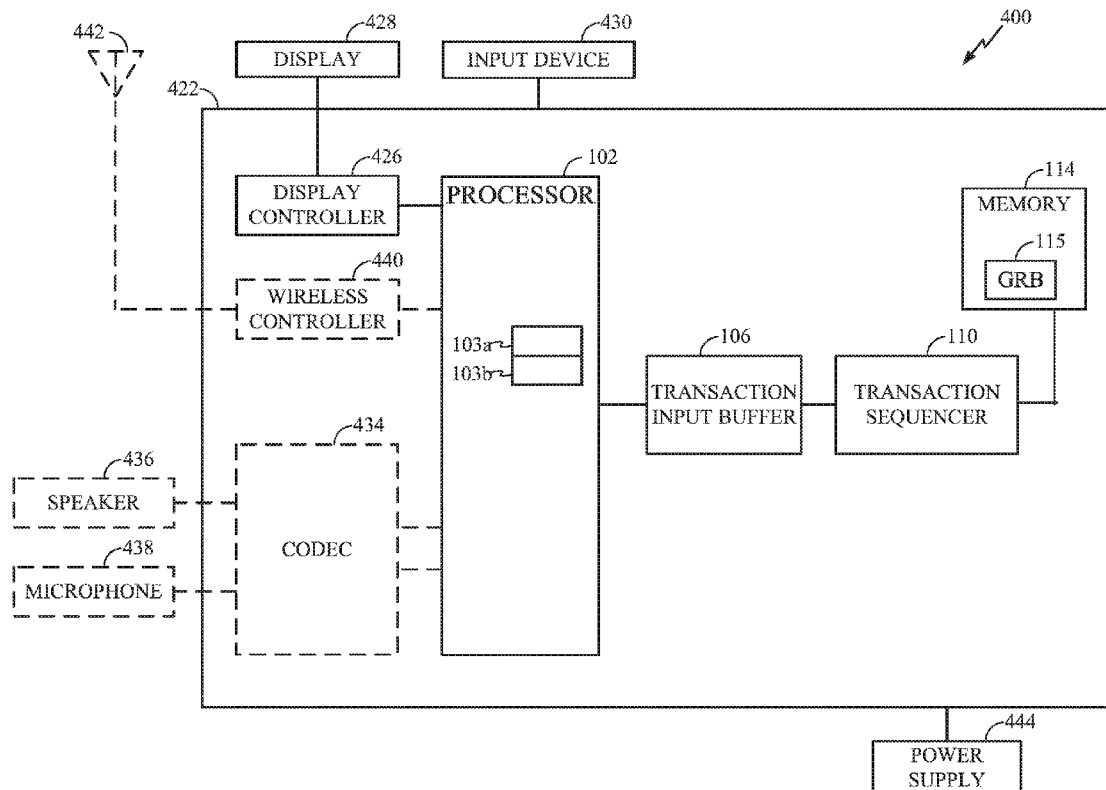 442
428
430
400
DISPLAY
INPUT DEVICE
422
426
102
114
DISPLAY
CONTROLLER
PROCESSOR
MEMORY
115
GRB
440
WIRELESS
CONTROLLER
103a
103b
106
110
TRANSACTION
INPUT BUFFER
TRANSACTION
SEQUENCER
434
CODEC
436
SPEAKER
438
MICROPHONE
444
POWER
SUPPLY